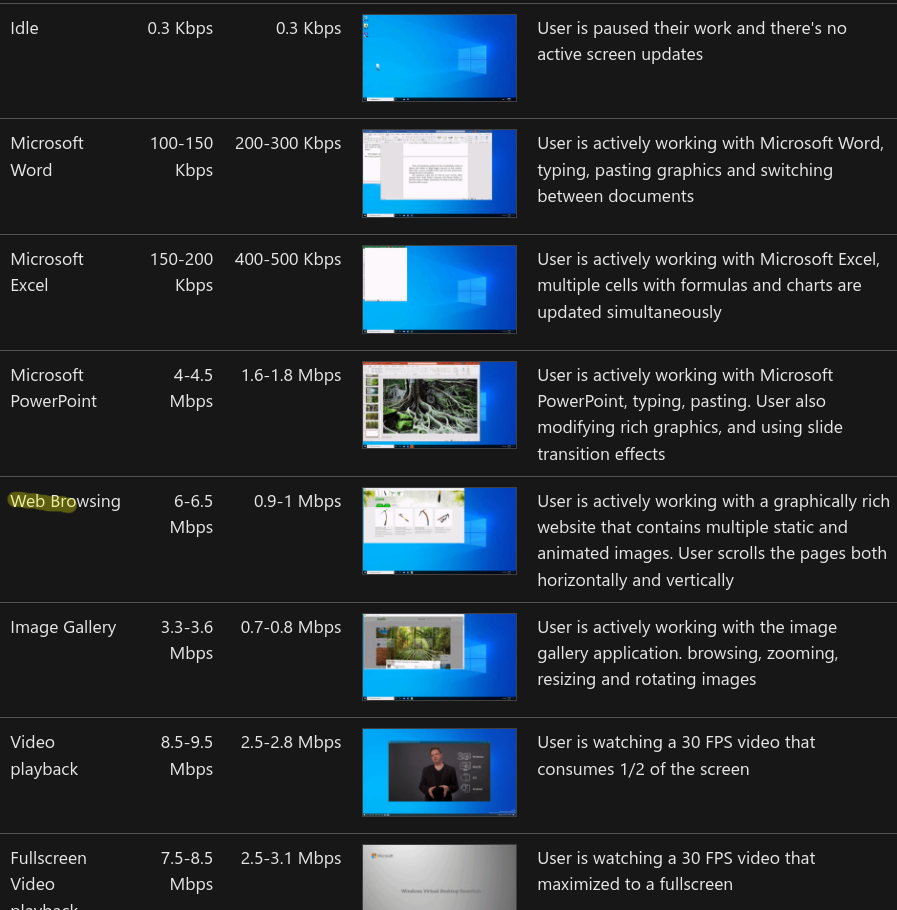 Idle 0.3 Kbps 0.3 Kbps User is paused their work and there's no
active screen updates
Microsoft 100-150 200-300 Kbps User is actively working with Microsoft Word,
Word Kbps typing, pasting graphics and switching
between documents
Microsoft 150-200 400-500 Kbps User is actively working with Microsoft Excel,
Excel Kbps multiple cells with formulas and charts are
updated simultaneously
Microsoft 4-4.5 1.6-1.8 Mbps User is actively working with Microsoft
PowerPoint Mbps PowerPoint, typing, pasting. User also
modifying rich graphics, and using slide
transition effects
Web Browsing 6-6.5 0.9-1 Mbps User is actively working with a graphically rich
Mbps website that contains multiple static and
animated images. User scrolls the pages both
horizontally and vertically
Image Gallery 3.3-3.6 0.7-0.8 Mbps User is actively working with the image
Mbps gallery application. browsing, zooming,
resizing and rotating images
Video 8.5-9.5 2.5-2.8 Mbps User is watching a 30 FPS video that
playback Mbps consumes 1/2 of the screen
Fullscreen 7.5-8.5 2.5-3.1 Mbps Microsoft User is watching a 30 FPS video that
Video Mbps Windows Virtual Desktop Essentials maximized to a fullscreen
playback